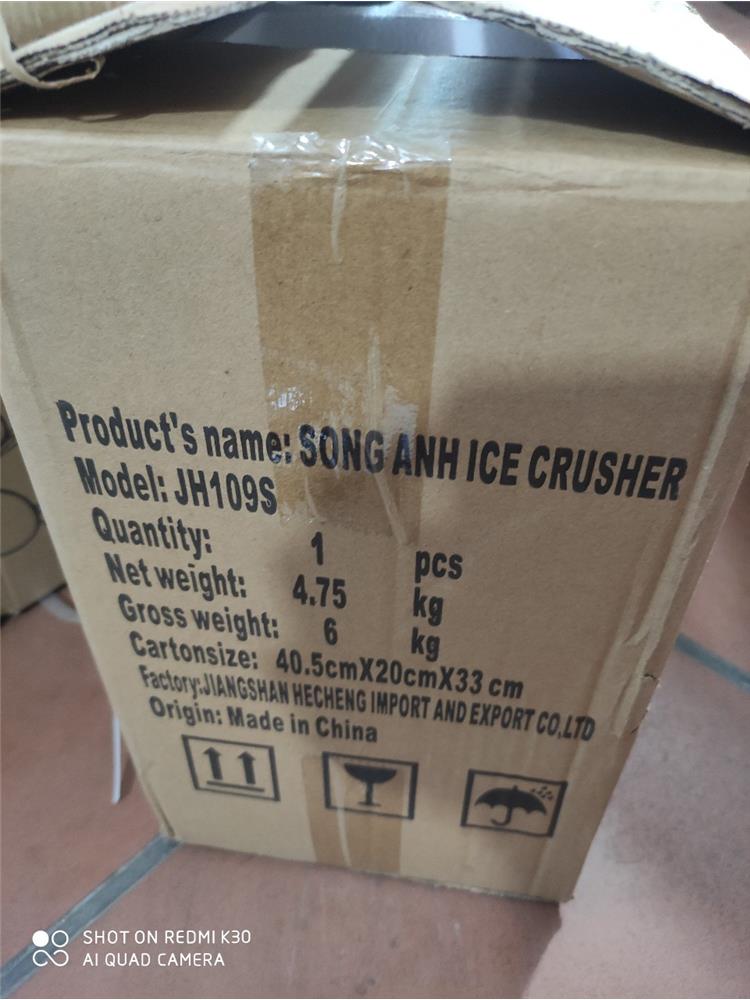 Product's name: SONG ANH ICE CRUSHER
Model: JH109S
Quantity: 1 pcs
Net weight: 4.75 kg
Gross weight: 6 kg
Cartonsize: 40.5cmX20cmX33 cm
Factory:JIANGSHAN HECHENG IMPORT AND EXPORT CO,LTD
Origin: Made in China
SHOT ON REDMI K30
AI QUAD CAMERA